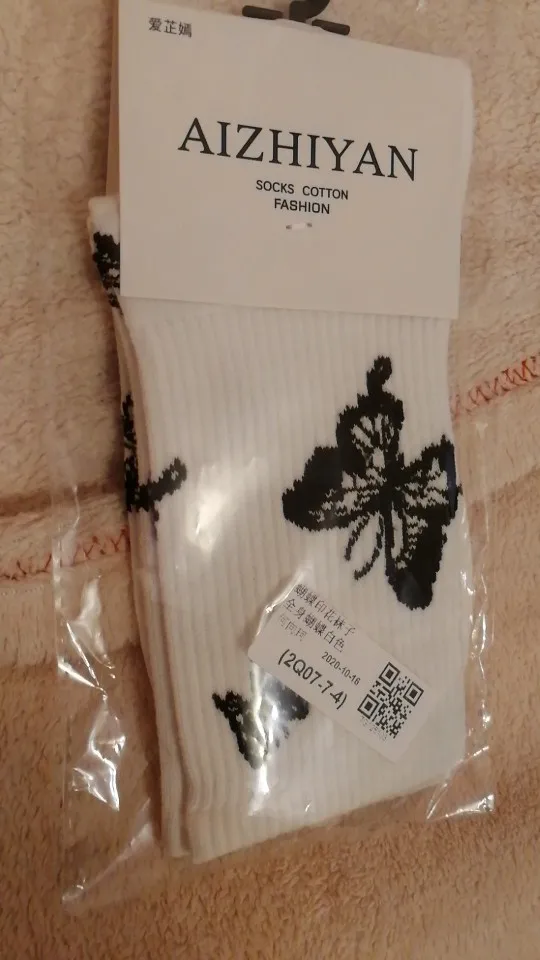 爱芷嫣
AIZHIYAN
SOCKS COTTON
FASHION
蝴蝶印花袜子
全身蝴蝶白色
2020-10-16
(2Q07-7-4)